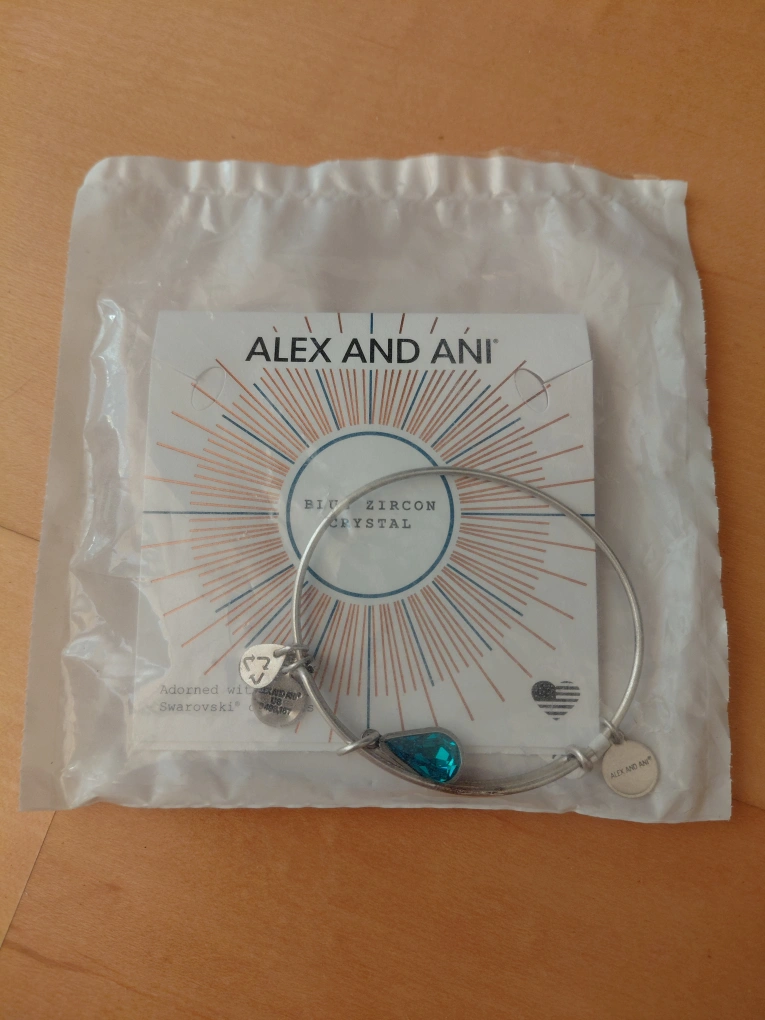 ALEX AND ANI®
BLUE ZIRCON
CRYSTAL
Adorned with
Swarovski®
ALEX AND ANI®